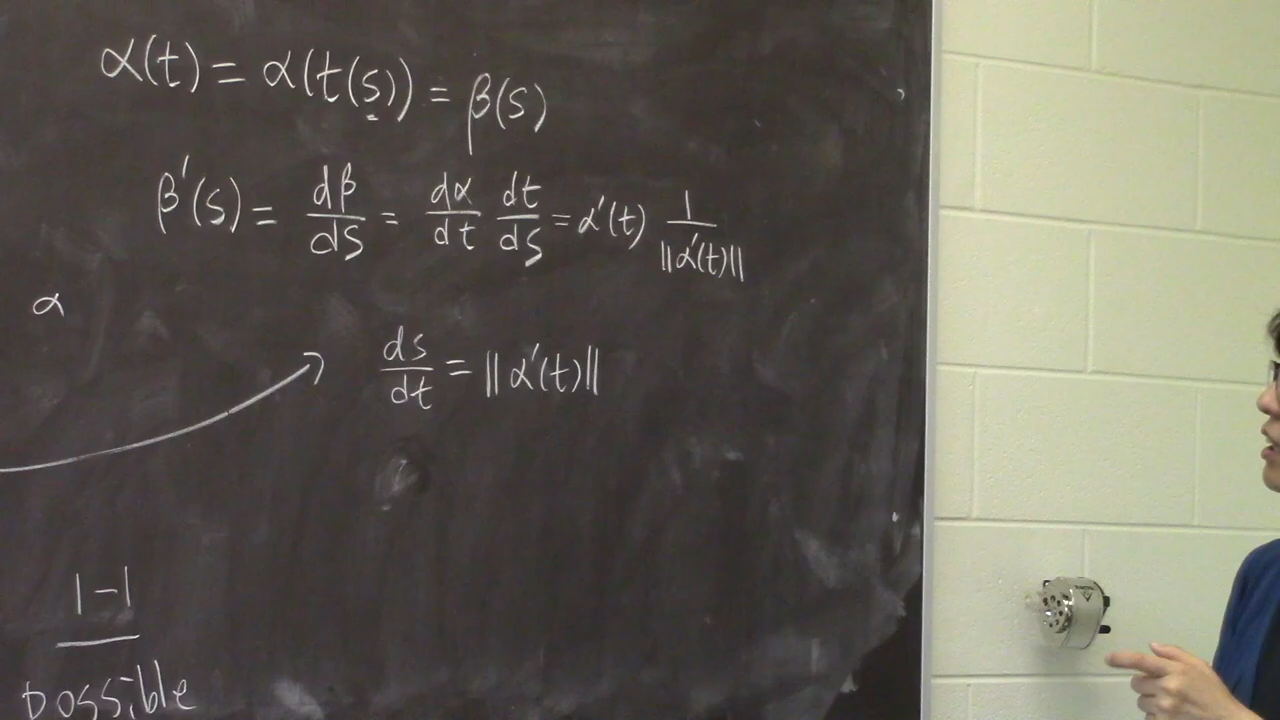 α(t) = α(t(s)) = β(s)
β'(s) = dβ/ds = dα/dt dt/ds = α'(t) 1/||α'(t)||
α
ds/dt = ||α'(t)||
1-1
possible